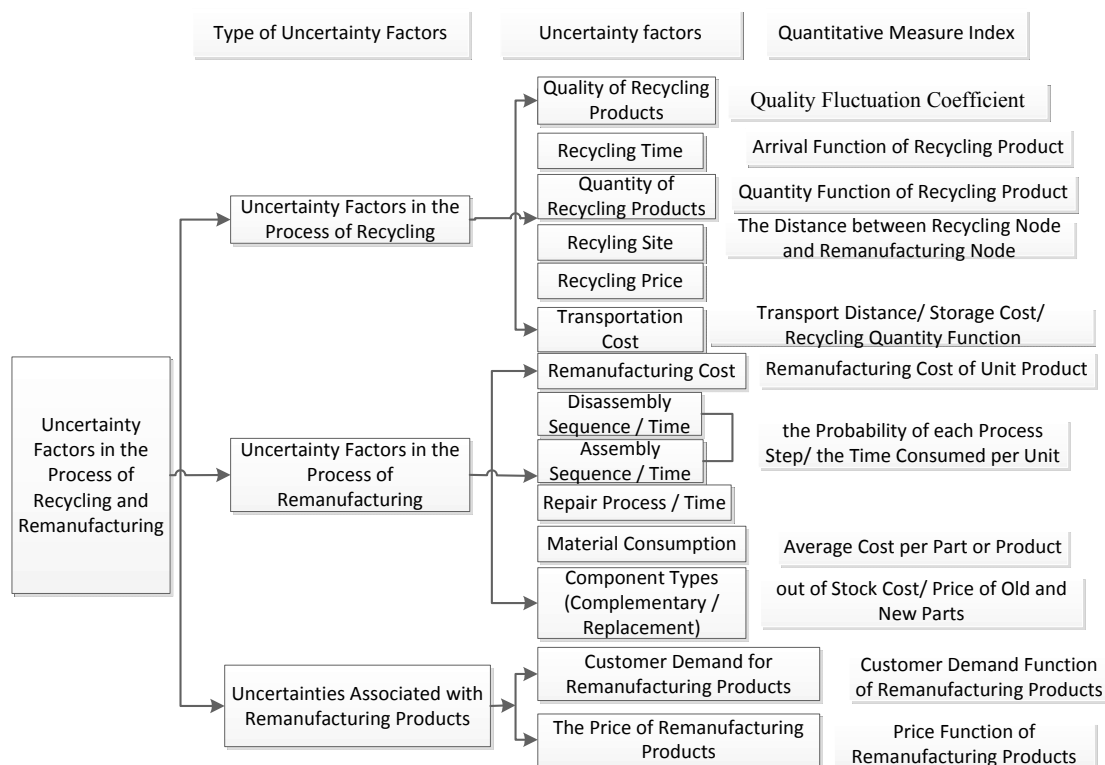 Type of Uncertainty Factors
Uncertainty factors
Quantitative Measure Index
Quality of Recycling
Products
Quality Fluctuation Coefficient
Recycling Time
Arrival Function of Recycling Product
Uncertainty Factors in the
Process of Recycling
Quantity of
Recycling Products
Quantity Function of Recycling Product
Recyling Site
The Distance between Recycling Node
and Remanufacturing Node
Recycling Price
Transportation
Cost
Transport Distance/ Storage Cost/
Recycling Quantity Function
Uncertainty
Factors in the
Process of
Recycling and
Remanufacturing
Uncertainty Factors in the
Process of
Remanufacturing
Remanufacturing Cost
Remanufacturing Cost of Unit Product
Disassembly
Sequence / Time
Assembly
Sequence / Time
the Probability of each Process
Step/ the Time Consumed per Unit
Repair Process / Time
Material Consumption
Average Cost per Part or Product
Component Types
(Complementary /
Replacement)
out of Stock Cost/ Price of Old and
New Parts
Uncertainties Associated with
Remanufacturing Products
Customer Demand for
Remanufacturing Products
Customer Demand Function
of Remanufacturing Products
The Price of Remanufacturing
Products
Price Function of
Remanufacturing Products